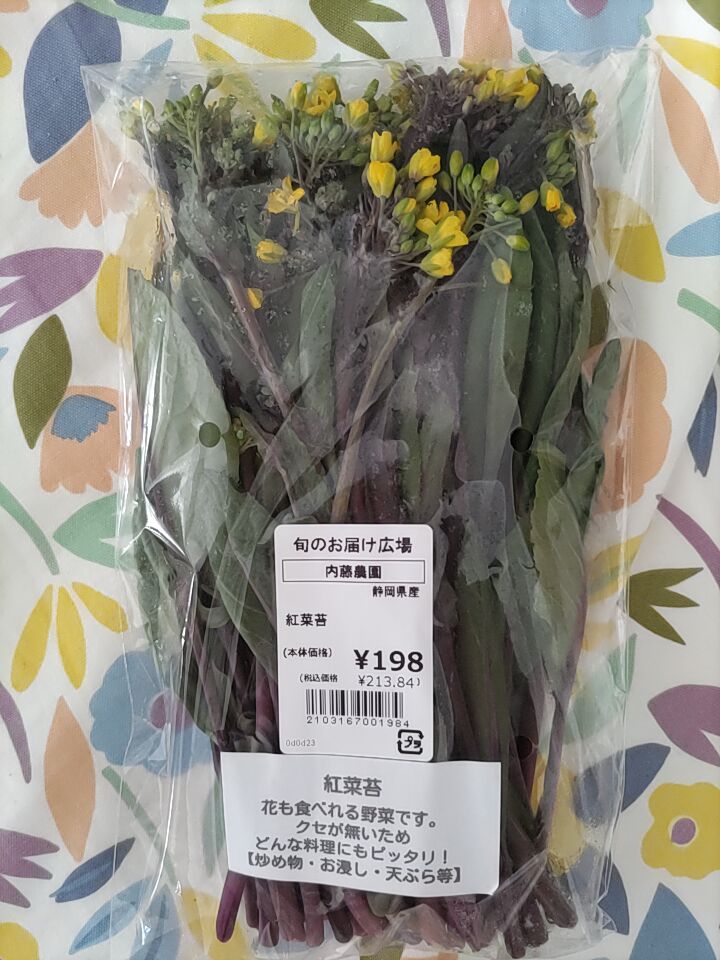 旬のお届け広場
内藤農園
静岡県産
紅菜苔
(本体価格) ¥198
(税込価格 ¥213.84)
2103167001984
0d0d23
プラ
紅菜苔
花も食べれる野菜です。
クセが無いため
どんな料理にもピッタリ！
【炒め物・お浸し・天ぷら等】